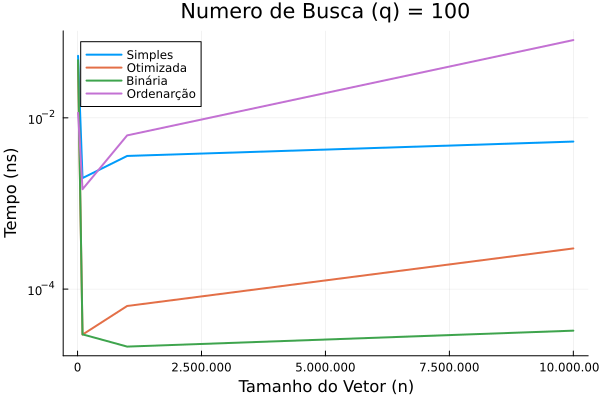 Numero de Busca (q) = 100
Simples
Otimizada
Binária
Ordenarção
Tempo (ns)
10⁻²
10⁻⁴
0
2.500.000
5.000.000
7.500.000
10.000.00
Tamanho do Vetor (n)